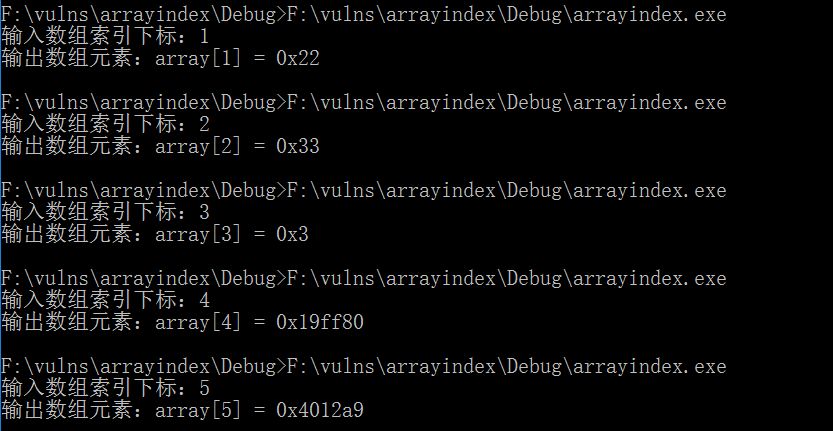 F:\vulns\arrayindex\Debug>F:\vulns\arrayindex\Debug\arrayindex.exe
输入数组索引下标：1
输出数组元素：array[1] = 0x22
F:\vulns\arrayindex\Debug>F:\vulns\arrayindex\Debug\arrayindex.exe
输入数组索引下标：2
输出数组元素：array[2] = 0x33
F:\vulns\arrayindex\Debug>F:\vulns\arrayindex\Debug\arrayindex.exe
输入数组索引下标：3
输出数组元素：array[3] = 0x3
F:\vulns\arrayindex\Debug>F:\vulns\arrayindex\Debug\arrayindex.exe
输入数组索引下标：4
输出数组元素：array[4] = 0x19ff80
F:\vulns\arrayindex\Debug>F:\vulns\arrayindex\Debug\arrayindex.exe
输入数组索引下标：5
输出数组元素：array[5] = 0x4012a9